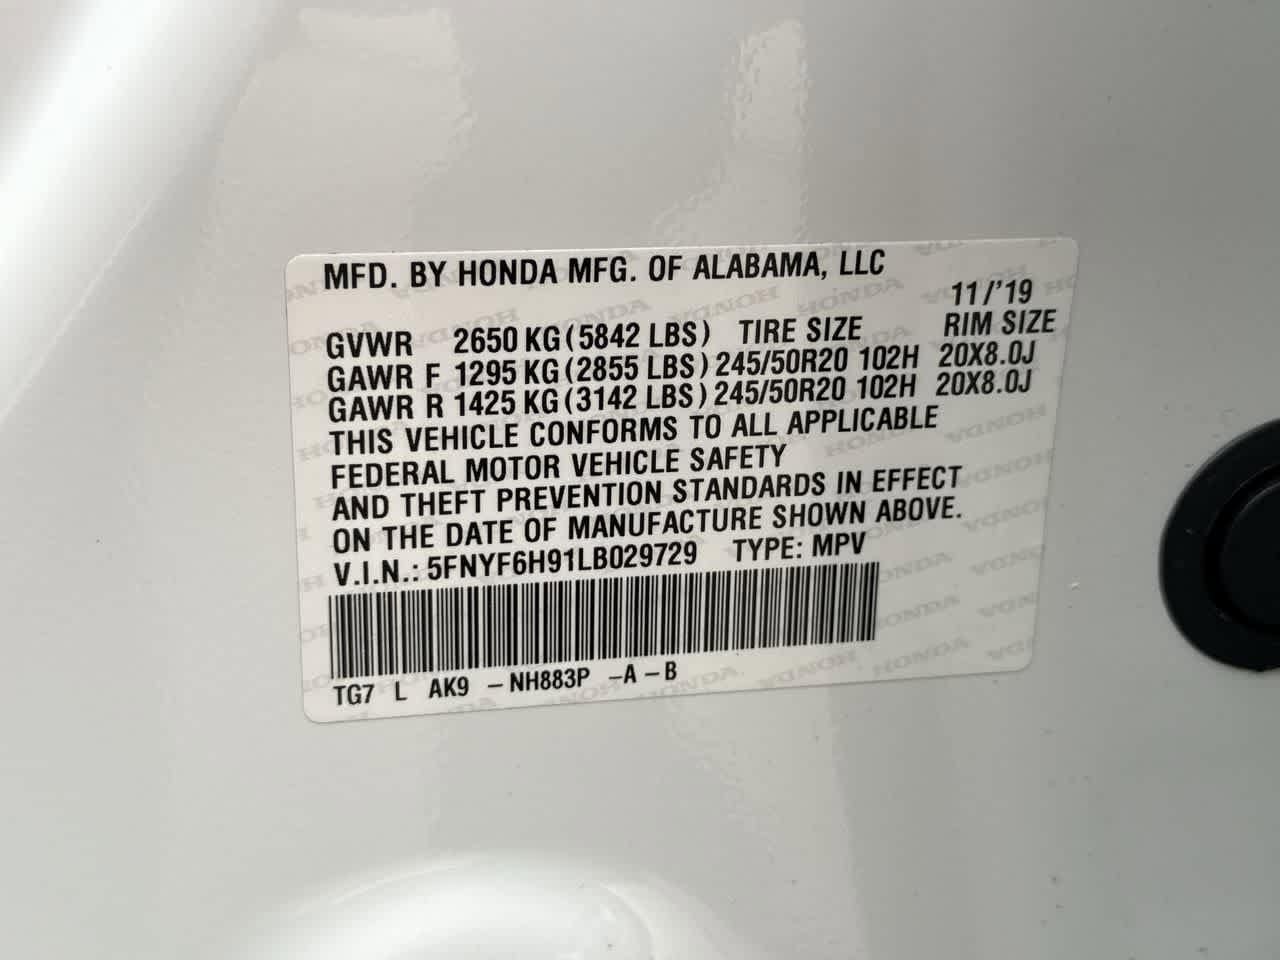 MFD. BY HONDA MFG. OF ALABAMA, LLC
11/'19
GVWR 2650 KG (5842 LBS) TIRE SIZE RIM SIZE
GAWR F 1295 KG (2855 LBS) 245/50R20 102H 20X8.0J
GAWR R 1425 KG (3142 LBS) 245/50R20 102H 20X8.0J
THIS VEHICLE CONFORMS TO ALL APPLICABLE
FEDERAL MOTOR VEHICLE SAFETY
AND THEFT PREVENTION STANDARDS IN EFFECT
ON THE DATE OF MANUFACTURE SHOWN ABOVE.
V.I.N.: 5FNYF6H91LB029729 TYPE: MPV
TG7 L AK9 -NH883P -A-B